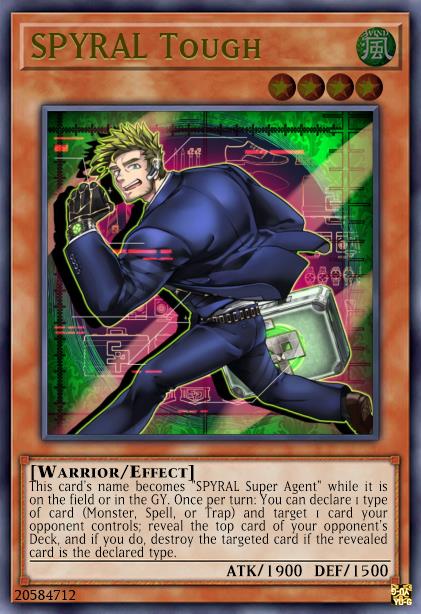 SPYRAL TOUGH
WIND
風
[WARRIOR/EFFECT]
This card's name becomes "SPYRAL Super Agent" while it is
on the field or in the GY. Once per turn: You can declare 1 type
of card (Monster, Spell, or Trap) and target 1 card your
opponent controls; reveal the top card of your opponent's
Deck, and if you do, destroy the targeted card if the revealed
card is the declared type.
ATK/1900 DEF/1500
20584712